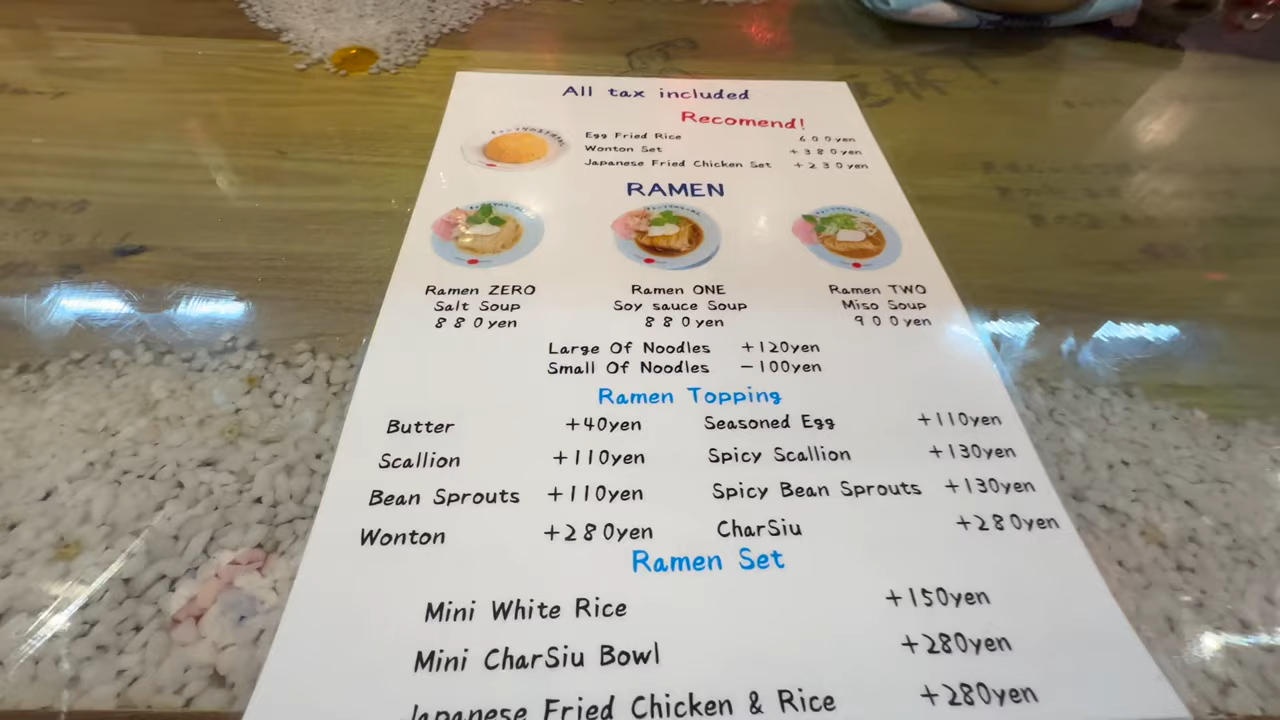 All tax included
Recomend!
Egg Fried Rice 600yen
Wonton Set +380yen
Japanese Fried Chicken Set +230yen
RAMEN
Ramen ZERO Ramen ONE Ramen TWO
Salt Soup Soy sauce Soup Miso Soup
880yen 880yen 900yen
Large Of Noodles +120yen
Small Of Noodles -100yen
Ramen Topping
Butter +40yen Seasoned Egg +110yen
Scallion +110yen Spicy Scallion +130yen
Bean Sprouts +110yen Spicy Bean Sprouts +130yen
Wonton +280yen CharSiu +280yen
Ramen Set
Mini White Rice +150yen
Mini CharSiu Bowl +280yen
Japanese Fried Chicken & Rice +280yen